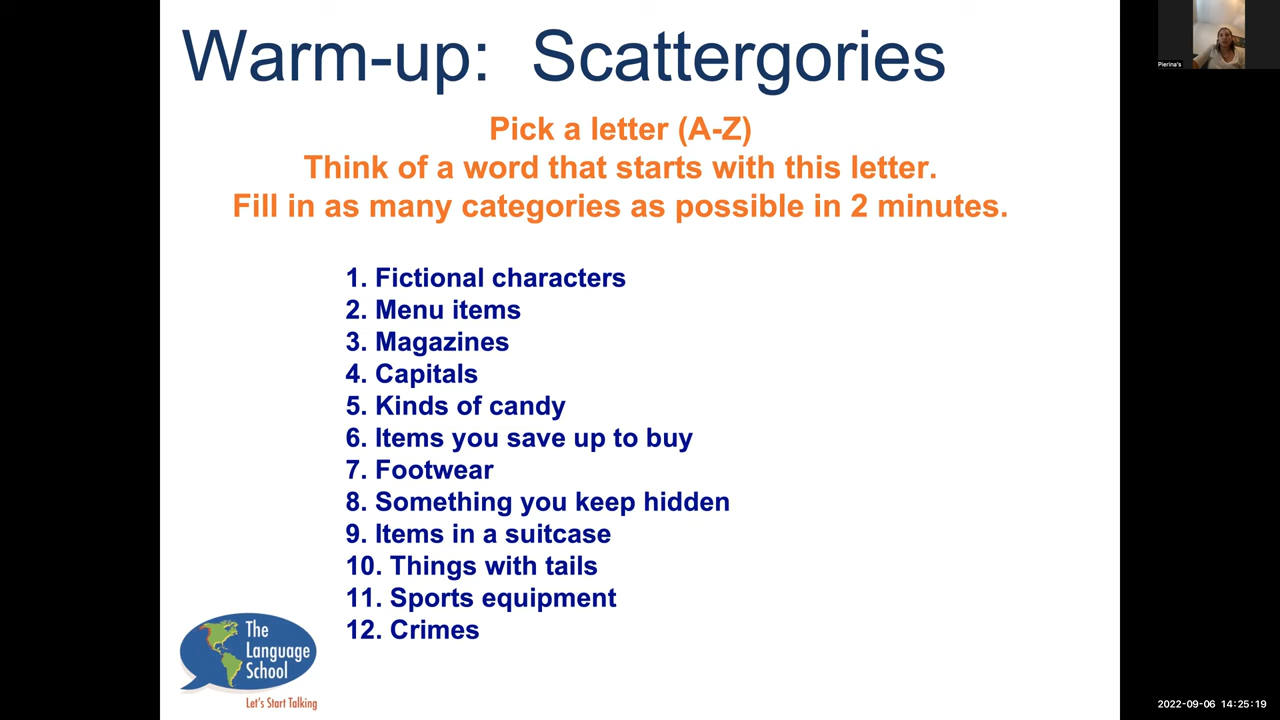 Warm-up: Scattergories
Pick a letter (A-Z)
Think of a word that starts with this letter.
Fill in as many categories as possible in 2 minutes.
1. Fictional characters
2. Menu items
3. Magazines
4. Capitals
5. Kinds of candy
6. Items you save up to buy
7. Footwear
8. Something you keep hidden
9. Items in a suitcase
10. Things with tails
11. Sports equipment
12. Crimes
The
Language
School
Let's Start Talking
Pierina's
2022-09-06 14:25:19